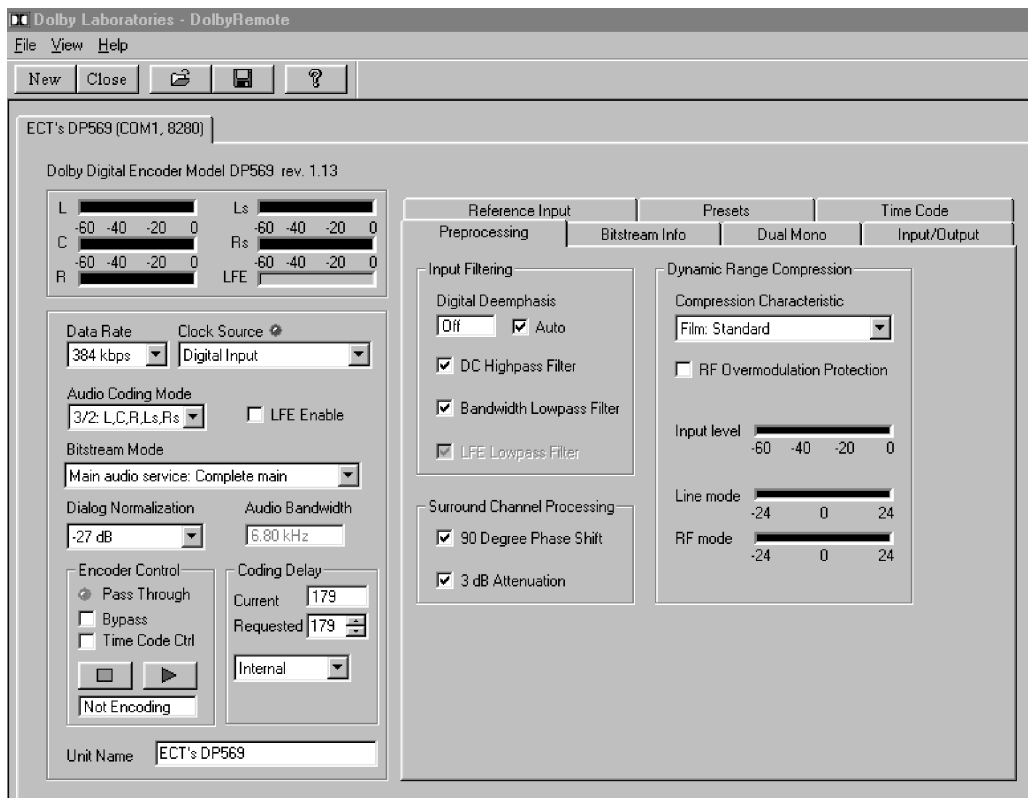 Dolby Laboratories - DolbyRemote
File View Help
New Close
ECT's DP569 (COM1, 8280)
Dolby Digital Encoder Model DP569 rev. 1.13
L Ls
-60 -40 -20 0 -60 -40 -20 0
C Rs
-60 -40 -20 0 -60 -40 -20 0
R LFE
Data Rate Clock Source
384 kbps Digital Input
Audio Coding Mode
3/2: L,C,R,Ls,Rs LFE Enable
Bitstream Mode
Main audio service: Complete main
Dialog Normalization Audio Bandwidth
-27 dB 6.80 kHz
Encoder Control
Pass Through
Bypass
Time Code Ctrl
Not Encoding
Coding Delay
Current 179
Requested 179
Internal
Unit Name ECT's DP569
Reference Input Presets Time Code
Preprocessing Bitstream Info Dual Mono Input/Output
Input Filtering
Digital Deemphasis
Off Auto
DC Highpass Filter
Bandwidth Lowpass Filter
LFE Lowpass Filter
Surround Channel Processing
90 Degree Phase Shift
3 dB Attenuation
Dynamic Range Compression
Compression Characteristic
Film: Standard
RF Overmodulation Protection
Input level
-60 -40 -20 0
Line mode
-24 0 24
RF mode
-24 0 24